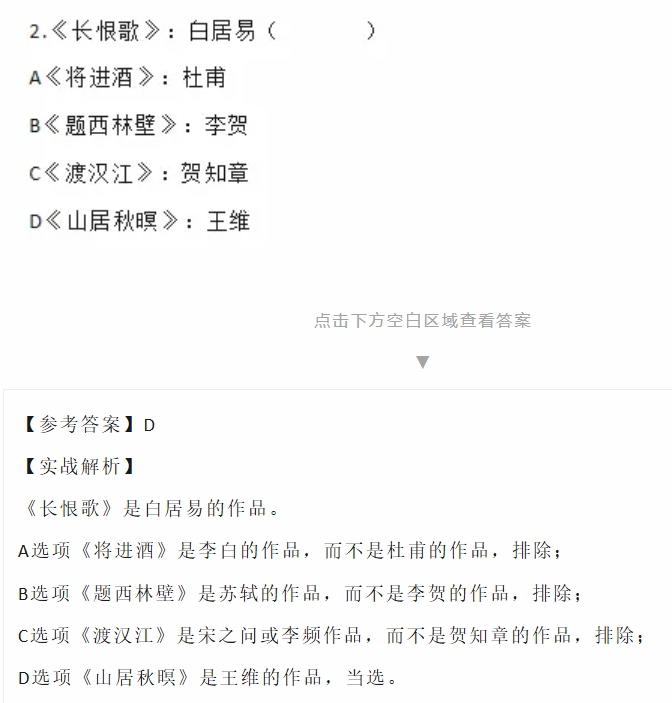 2.《长恨歌》：白居易（　　　）
A《将进酒》：杜甫
B《题西林壁》：李贺
C《渡汉江》：贺知章
D《山居秋暝》：王维
点击下方空白区域查看答案
▼
【参考答案】D
【实战解析】
《长恨歌》是白居易的作品。
A选项《将进酒》是李白的作品，而不是杜甫的作品，排除；
B选项《题西林壁》是苏轼的作品，而不是李贺的作品，排除；
C选项《渡汉江》是宋之问或李频作品，而不是贺知章的作品，排除；
D选项《山居秋暝》是王维的作品，当选。